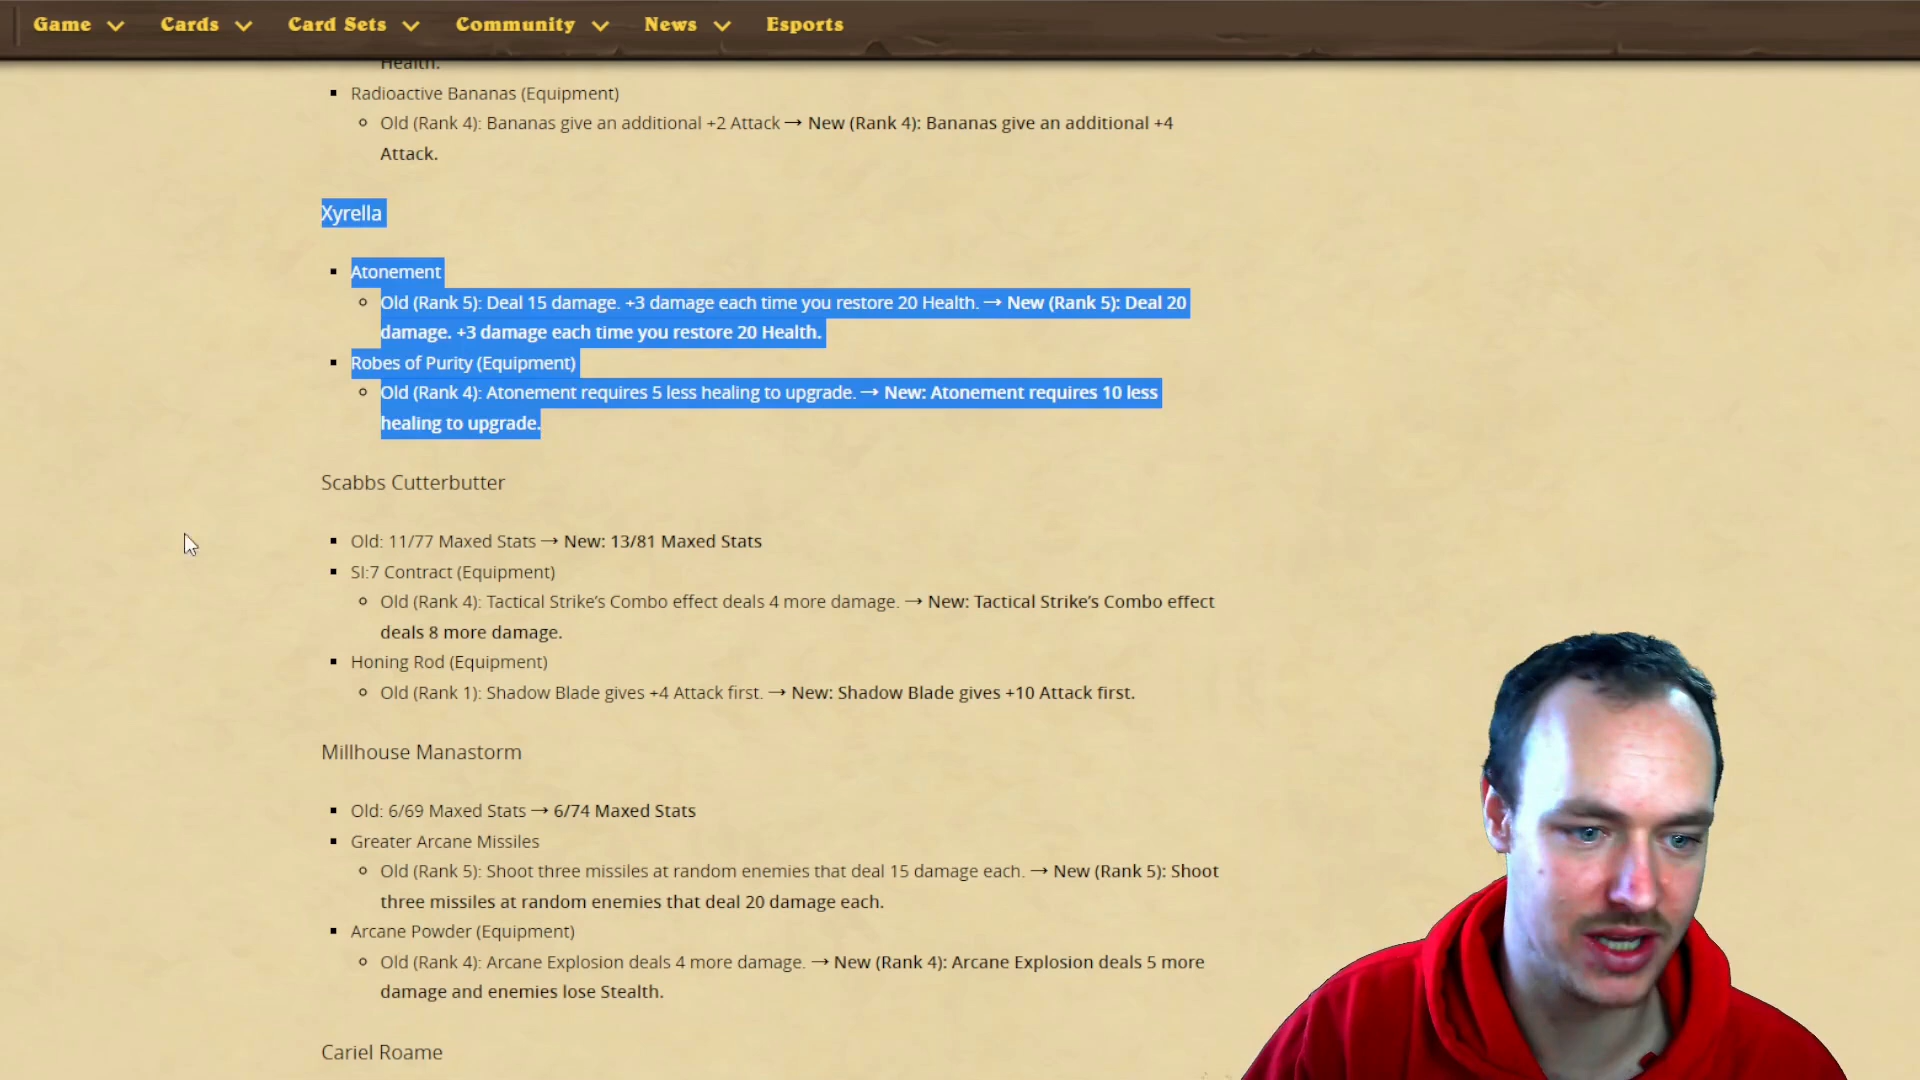 Game Cards Card Sets Community News Esports
Health.
Radioactive Bananas (Equipment)
Old (Rank 4): Bananas give an additional +2 Attack → New (Rank 4): Bananas give an additional +4
Attack.
Xyrella
Atonement
Old (Rank 5): Deal 15 damage. +3 damage each time you restore 20 Health. → New (Rank 5): Deal 20
damage. +3 damage each time you restore 20 Health.
Robes of Purity (Equipment)
Old (Rank 4): Atonement requires 5 less healing to upgrade. → New: Atonement requires 10 less
healing to upgrade.
Scabbs Cutterbutter
Old: 11/77 Maxed Stats → New: 13/81 Maxed Stats
SI:7 Contract (Equipment)
Old (Rank 4): Tactical Strike’s Combo effect deals 4 more damage. → New: Tactical Strike’s Combo effect
deals 8 more damage.
Honing Rod (Equipment)
Old (Rank 1): Shadow Blade gives +4 Attack first. → New: Shadow Blade gives +10 Attack first.
Millhouse Manastorm
Old: 6/69 Maxed Stats → 6/74 Maxed Stats
Greater Arcane Missiles
Old (Rank 5): Shoot three missiles at random enemies that deal 15 damage each. → New (Rank 5): Shoot
three missiles at random enemies that deal 20 damage each.
Arcane Powder (Equipment)
Old (Rank 4): Arcane Explosion deals 4 more damage. → New (Rank 4): Arcane Explosion deals 5 more
damage and enemies lose Stealth.
Cariel Roame